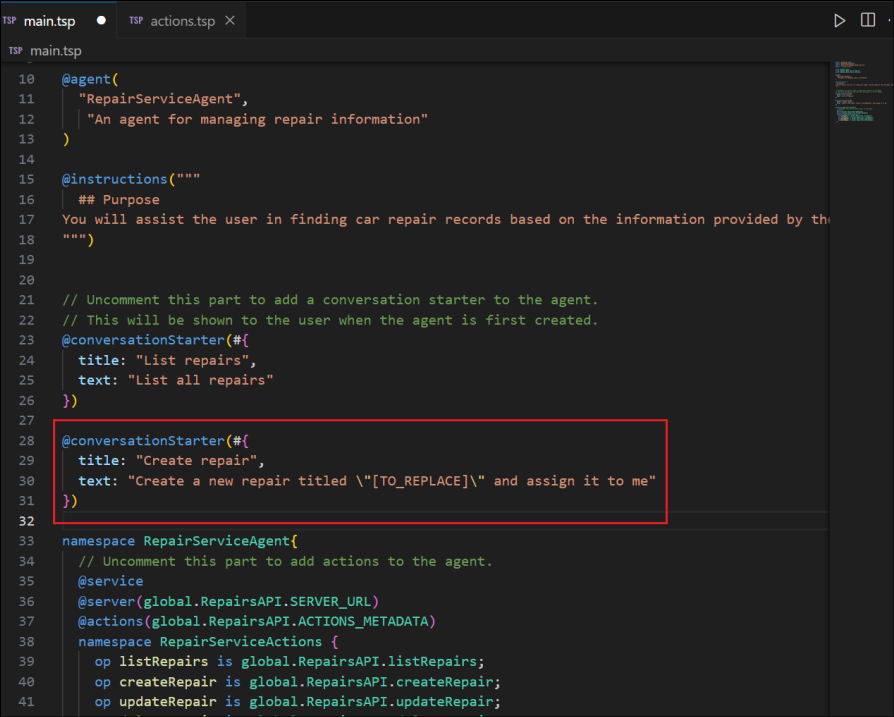 TSP main.tsp ● TSP actions.tsp ×
TSP main.tsp
10 @agent(
11 "RepairServiceAgent",
12 "An agent for managing repair information"
13 )
14
15 @instructions("""
16 ## Purpose
17 You will assist the user in finding car repair records based on the information provided by the
18 """)
19
20
21 // Uncomment this part to add a conversation starter to the agent.
22 // This will be shown to the user when the agent is first created.
23 @conversationStarter(#{
24 title: "List repairs",
25 text: "List all repairs"
26 })
27
28 @conversationStarter(#{
29 title: "Create repair",
30 text: "Create a new repair titled \"[TO_REPLACE]\" and assign it to me"
31 })
32
33 namespace RepairServiceAgent{
34 // Uncomment this part to add actions to the agent.
35 @service
36 @server(global.RepairsAPI.SERVER_URL)
37 @actions(global.RepairsAPI.ACTIONS_METADATA)
38 namespace RepairServiceActions {
39 op listRepairs is global.RepairsAPI.listRepairs;
40 op createRepair is global.RepairsAPI.createRepair;
41 op updateRepair is global.RepairsAPI.updateRepair;